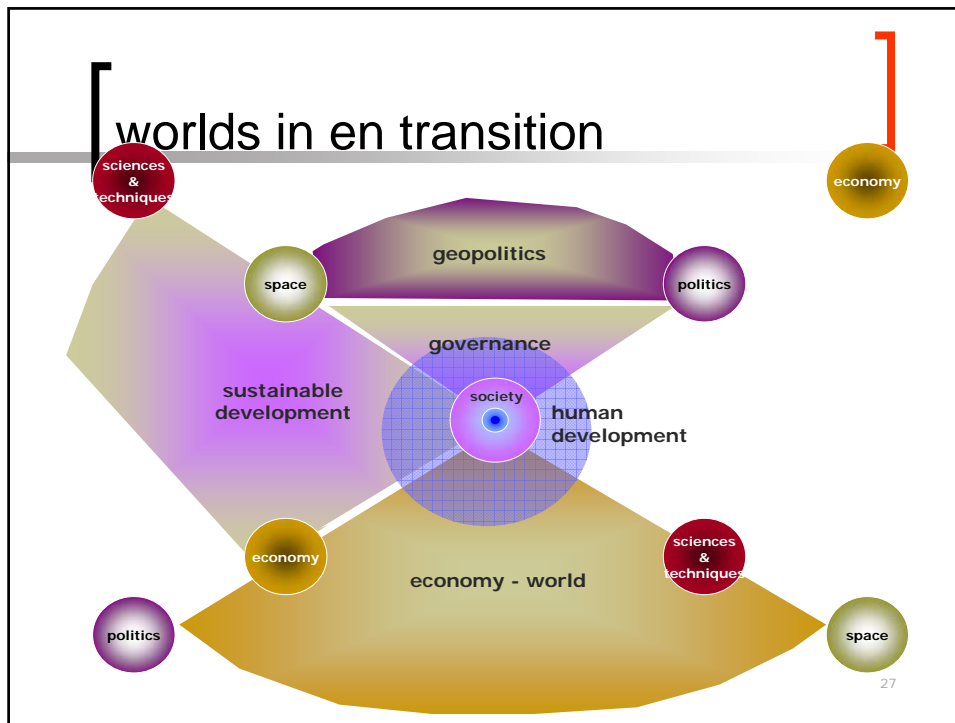 worlds in en transition
sciences
&
techniques
economy
geopolitics
space
politics
governance
sustainable
development
society
human
development
economy
sciences
&
techniques
economy - world
politics
space
27